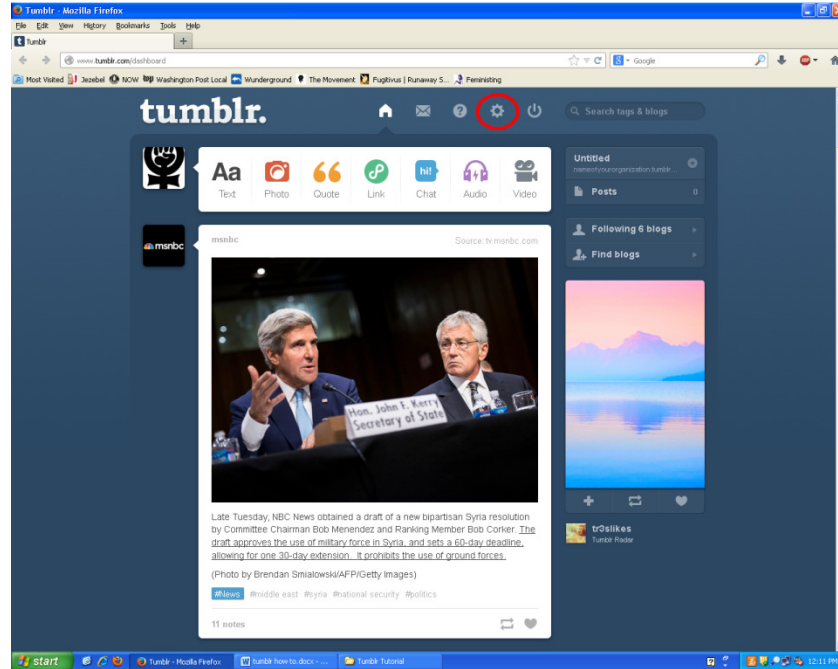 Tumblr - Mozilla Firefox
File Edit View History Bookmarks Tools Help
Tumblr
www.tumblr.com/dashboard
Google
Most Visited Jezebel NOW Washington Post Local Wunderground The Movement Fugitivus | Runaway S... Feministing
tumblr.
Search tags & blogs
Aa hi!
Text Photo Quote Link Chat Audio Video
Untitled
nameofyourorganization.tumblr...
Posts 0
Following 6 blogs
Find blogs
msnbc
msnbc
Source: tv.msnbc.com
Hon. John F. Kerry
Secretary of State
Late Tuesday, NBC News obtained a draft of a new bipartisan Syria resolution
by Committee Chairman Bob Menendez and Ranking Member Bob Corker. The
draft approves the use of military force in Syria, and sets a 60-day deadline,
allowing for one 30-day extension. It prohibits the use of ground forces.
(Photo by Brendan Smialowski/AFP/Getty Images)
#News #middle east #syria #national security #politics
11 notes
tr3slikes
Tumblr Radar
start Tumblr - Mozilla Firefox tumblr how to.docx - ... Tumblr Tutorial 12:11 PM